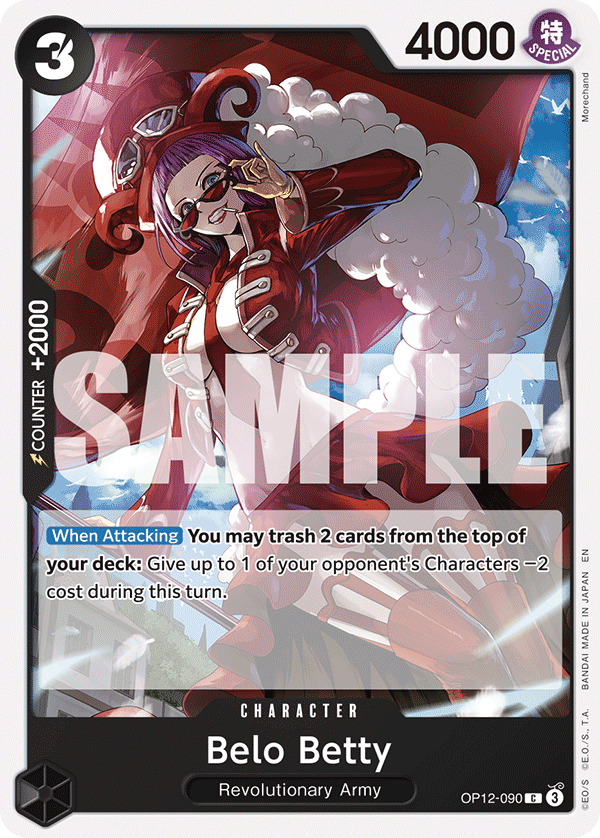 3
4000
特
SPECIAL
Morechand
COUNTER +2000
SAMPLE
When Attacking You may trash 2 cards from the top of
your deck: Give up to 1 of your opponent's Characters −2
cost during this turn.
CHARACTER
Belo Betty
Revolutionary Army
OP12-090 C 3
©E.O/S ©E.O./S., T.A. BANDAI MADE IN JAPAN EN